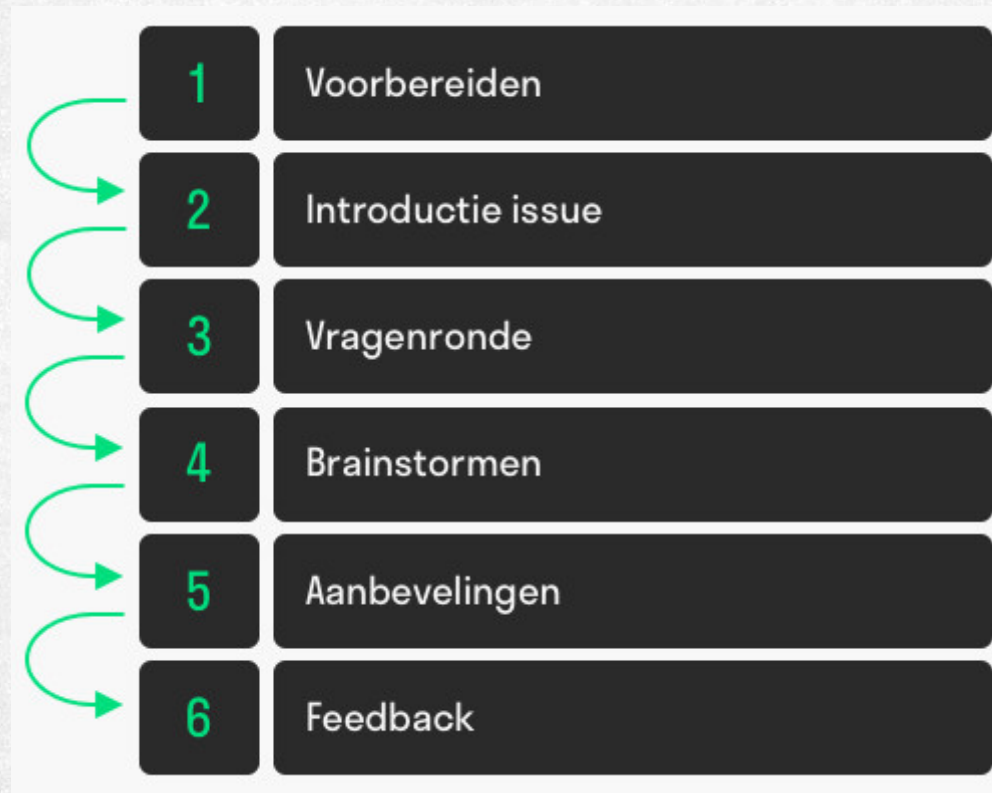 1 Voorbereiden
2 Introductie issue
3 Vragenronde
4 Brainstormen
5 Aanbevelingen
6 Feedback